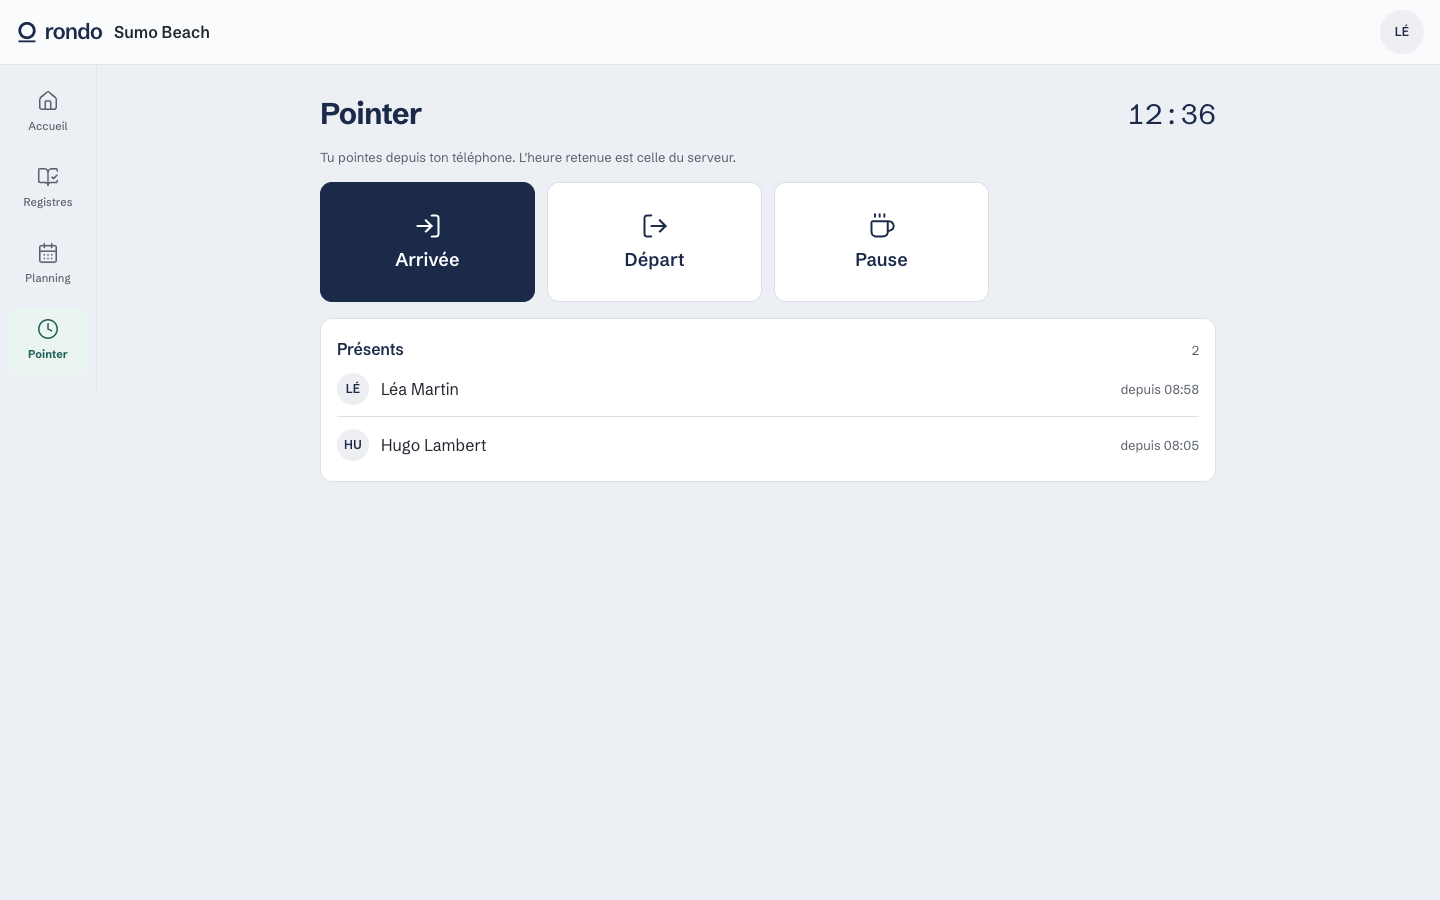 rondo Sumo Beach
LÉ
Accueil
Registres
Planning
Pointer
Pointer
12:36
Tu pointes depuis ton téléphone. L'heure retenue est celle du serveur.
Arrivée
Départ
Pause
Présents
2
LÉ Léa Martin depuis 08:58
HU Hugo Lambert depuis 08:05